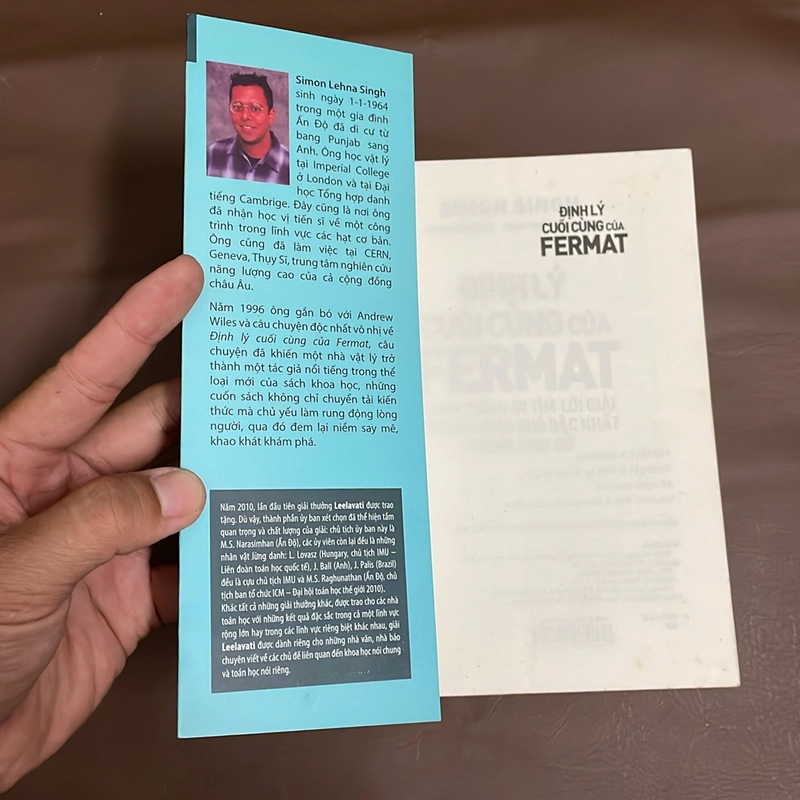 Simon Lehna Singh
sinh ngày 1-1-1964
trong một gia đình
Ấn Độ đã di cư từ
bang Punjab sang
Anh. Ông học vật lý
tại Imperial College
ở London và tại Đại
học Tổng hợp danh
tiếng Cambrige. Đây cũng là nơi ông
đã nhận học vị tiến sĩ về một công
trình trong lĩnh vực các hạt cơ bản.
Ông cũng đã làm việc tại CERN,
Geneva, Thụy Sĩ, trung tâm nghiên cứu
năng lượng cao của cả cộng đồng
châu Âu.
Năm 1996 ông gắn bó với Andrew
Wiles và câu chuyện độc nhất vô nhị về
Định lý cuối cùng của Fermat, câu
chuyện đã khiến một nhà vật lý trở
thành một tác giả nổi tiếng trong thể
loại mới của sách khoa học, những
cuốn sách không chỉ chuyển tải kiến
thức mà chủ yếu làm rung động lòng
người, qua đó đem lại niềm say mê,
khao khát khám phá.
Năm 2010, lần đầu tiên giải thưởng Leelavati được trao
tặng. Dù vậy, thành phần ủy ban xét chọn đã thể hiện tầm
quan trọng và chất lượng của giải: chủ tịch ủy ban này là
M.S. Narasimhan (Ấn Độ), các ủy viên còn lại đều là những
nhân vật lừng danh: L. Lovasz (Hungary, chủ tịch IMU –
Liên đoàn toán học quốc tế), J. Ball (Anh), J. Palis (Brazil)
đều là cựu chủ tịch IMU và M.S. Raghunathan (Ấn Độ, chủ
tịch ban tổ chức ICM – Đại hội toán học thế giới 2010).
Khác tất cả những giải thưởng khác, được trao cho các nhà
toán học với những kết quả đặc sắc trong cả một lĩnh vực
rộng lớn hay trong các lĩnh vực riêng biệt khác nhau, giải
Leelavati được dành riêng cho những nhà văn, nhà báo
chuyên viết về các chủ đề liên quan đến khoa học nói chung
và toán học nói riêng.
ĐỊNH LÝ
CUỐI CÙNG CỦA
FERMAT
ĐỊNH LÝ
CUỐI CÙNG CỦA
FERMAT